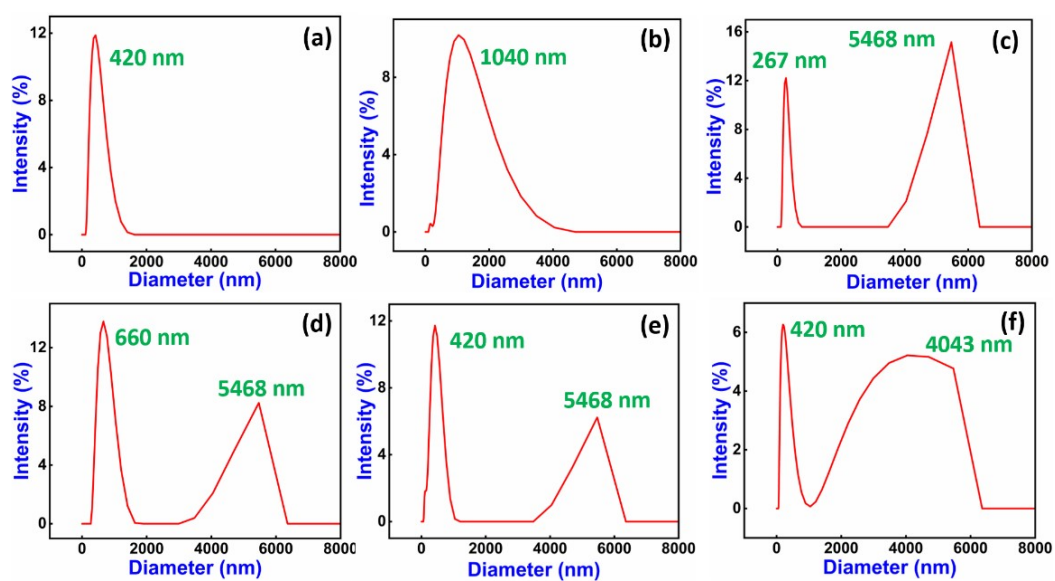 (a)
420 nm
Intensity (%)
12
8
4
0
0 2000 4000 6000 8000
Diameter (nm)
(b)
1040 nm
Intensity (%)
8
4
0
0 2000 4000 6000 8000
Diameter (nm)
(c)
267 nm
5468 nm
Intensity (%)
16
12
8
4
0
0 2000 4000 6000 8000
Diameter (nm)
(d)
660 nm
5468 nm
Intensity (%)
12
8
4
0
0 2000 4000 6000 8000
Diameter (nm)
(e)
420 nm
5468 nm
Intensity (%)
12
8
4
0
0 2000 4000 6000 8000
Diameter (nm)
(f)
420 nm
4043 nm
Intensity (%)
6
4
2
0
0 2000 4000 6000 8000
Diameter (nm)